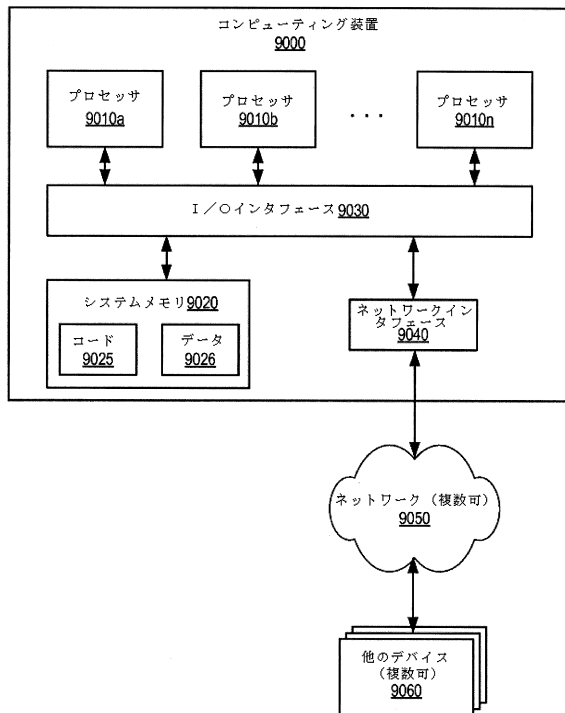 コンピューティング装置
9000
プロセッサ
9010a
プロセッサ
9010b
・・・
プロセッサ
9010n
Ｉ／Ｏインタフェース9030
システムメモリ9020
コード
9025
データ
9026
ネットワークイン
タフェース
9040
ネットワーク（複数可）
9050
他のデバイス
（複数可）
9060